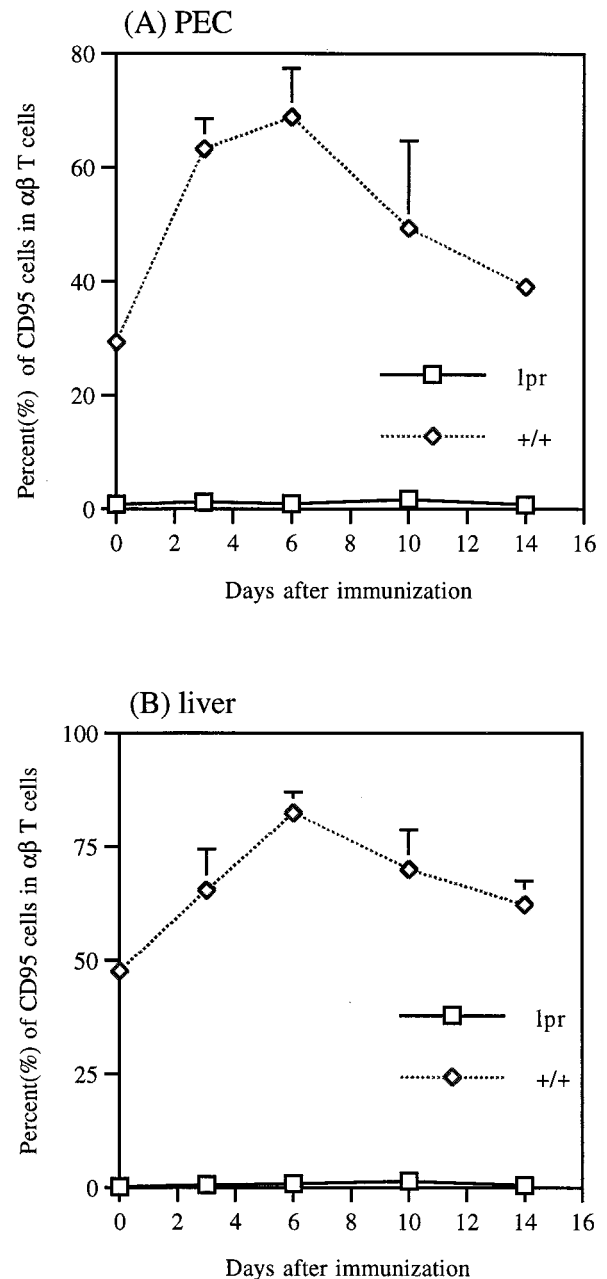 (A) PEC
Percent(%) of CD95 cells in αβ T cells
80
60
40
20
0
0 2 4 6 8 10 12 14 16
lpr
+/+
Days after immunization
(B) liver
Percent(%) of CD95 cells in αβ T cells
100
75
50
25
0
0 2 4 6 8 10 12 14 16
lpr
+/+
Days after immunization